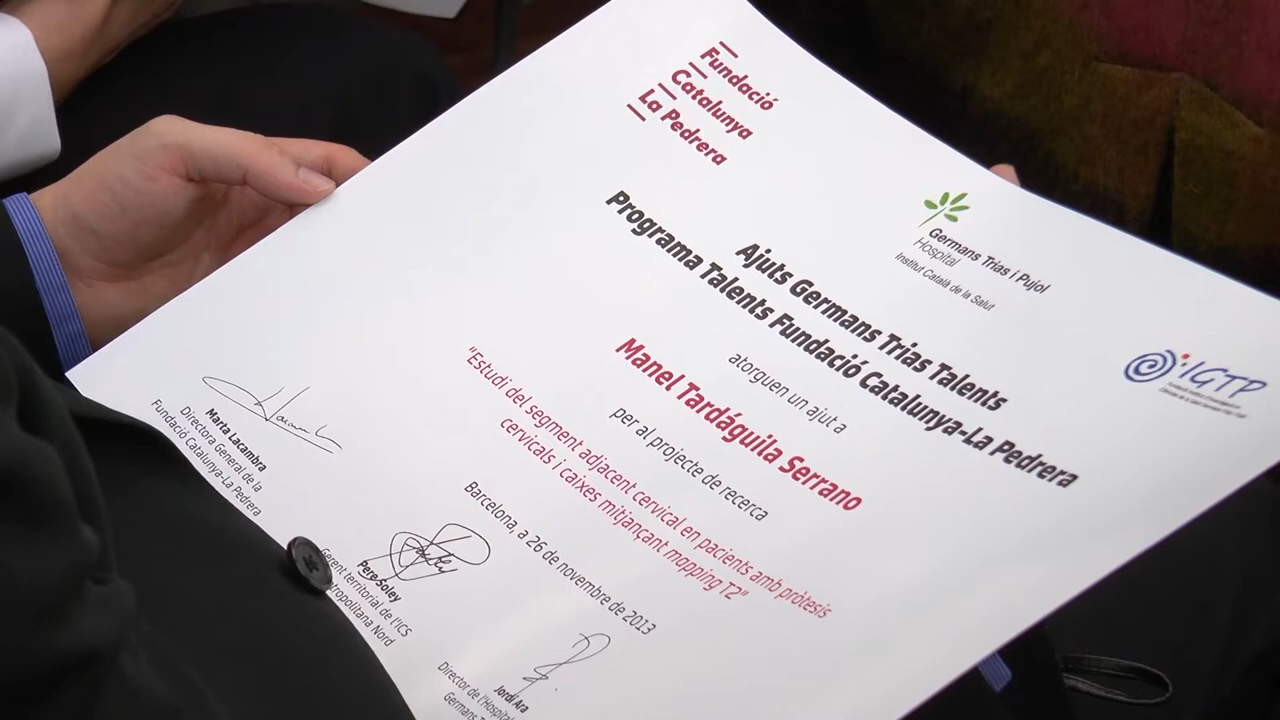 Fundació
Catalunya
La Pedrera
Germans Trias i Pujol
Hospital
Institut Català de la Salut
IGTP
Ajuts Germans Trias Talents
Programa Talents Fundació Catalunya-La Pedrera
atorguen un ajut a
Manel Tardáguila Serrano
per al projecte de recerca
"Estudi del segment adjacent cervical en pacients amb pròtesis
cervicals i caixes mitjançant mopping T2"
Barcelona, a 26 de novembre de 2013
Marta Lacambra
Directora General de la
Fundació Catalunya-La Pedrera
Pere Soley
Gerent territorial de l'ICS
Nord
Jordi Ara
Director de l'Hospital
Germans